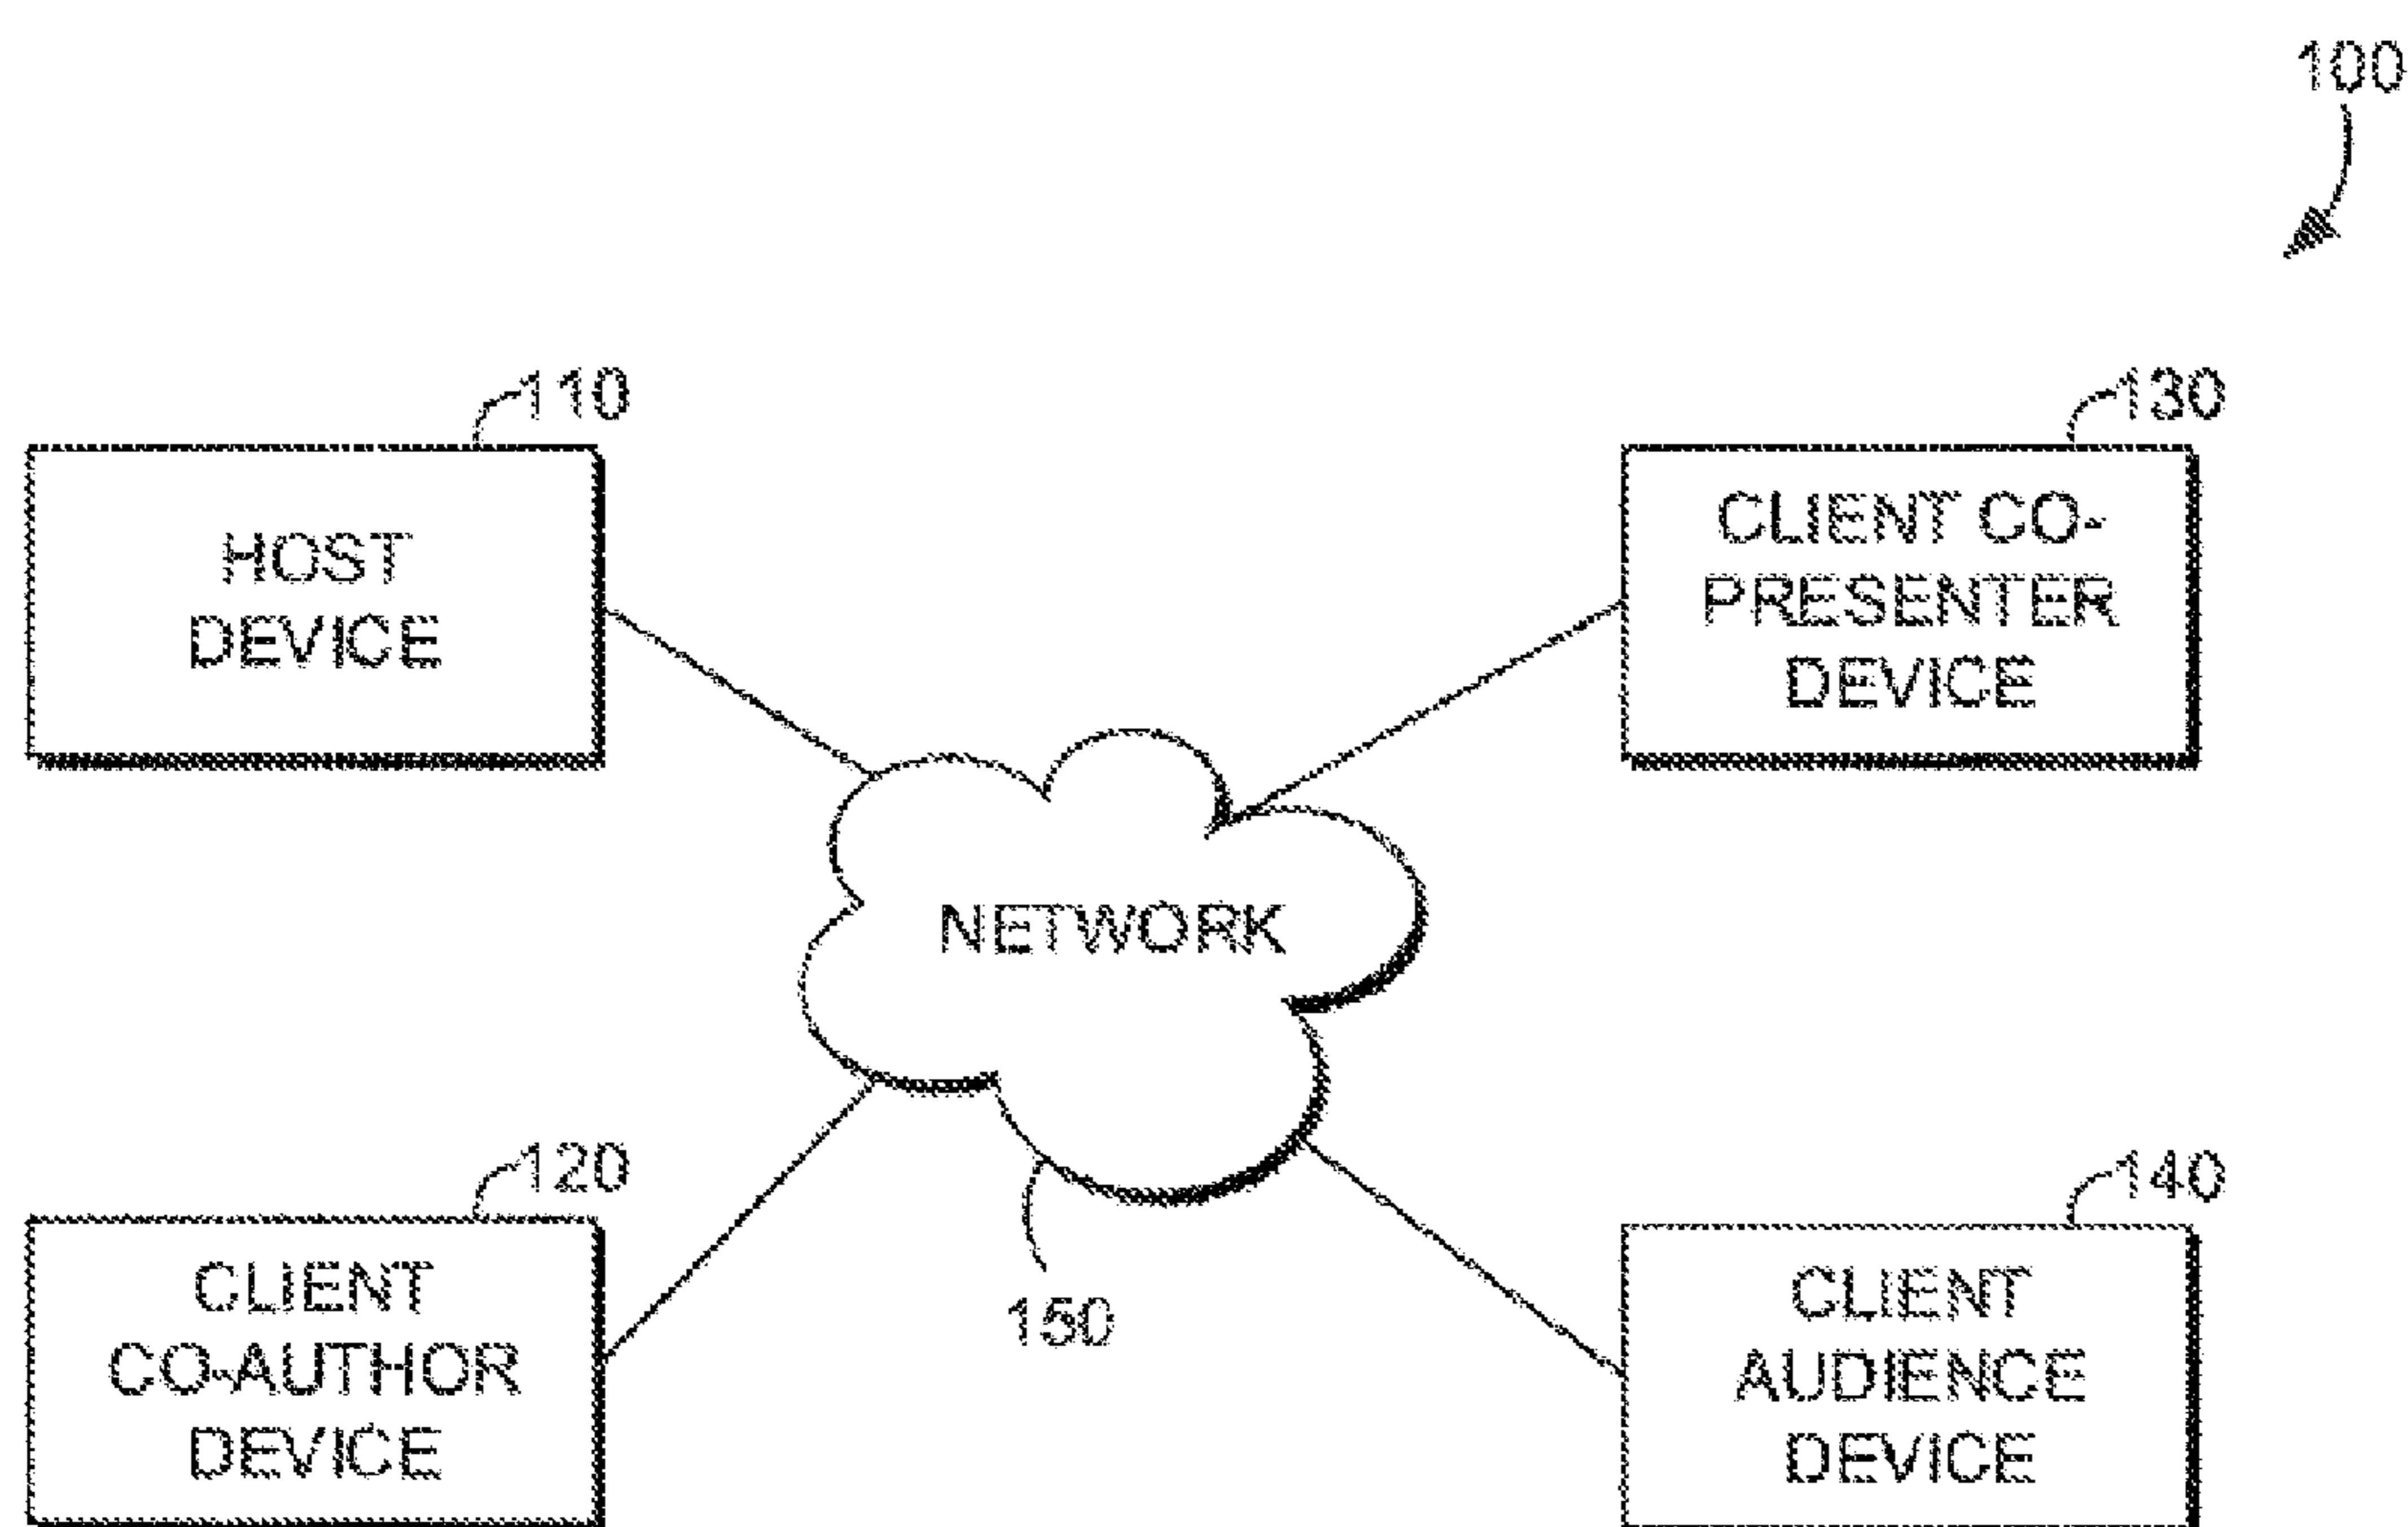 100
110
HOST
DEVICE
130
CLIENT CO-
PRESENTER
DEVICE
NETWORK
120
CLIENT
CO-AUTHOR
DEVICE
150
140
CLIENT
AUDIENCE
DEVICE